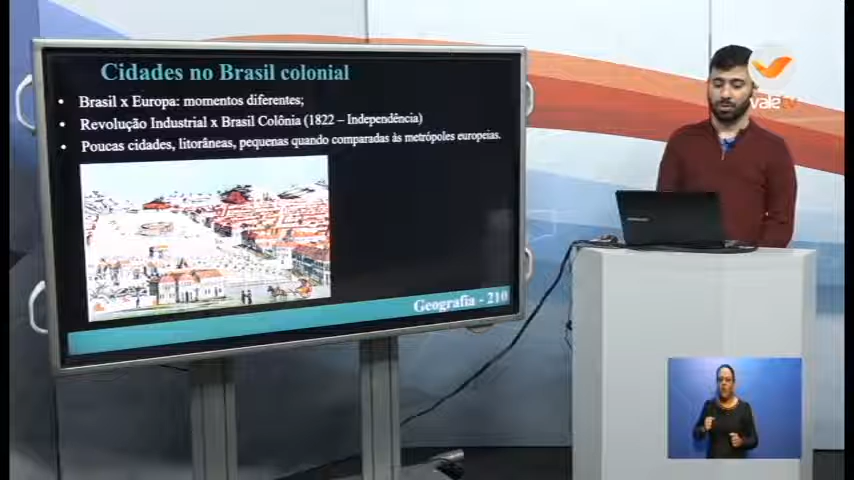 Cidades no Brasil colonial
• Brasil x Europa: momentos diferentes;
• Revolução Industrial x Brasil Colônia (1822 – Independência)
• Poucas cidades, litorâneas, pequenas quando comparadas às metrópoles europeias.
Geografia - 210
vale tv